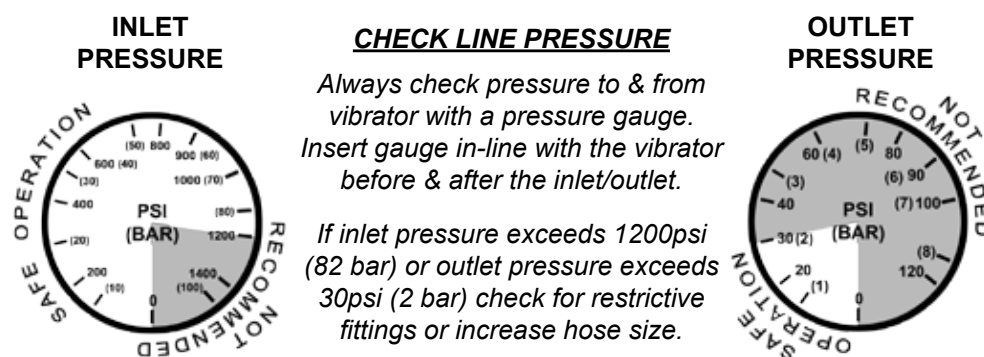 INLET
PRESSURE
SAFE OPERATION
NOT RECOMMENDED
0
(10)
200
(20)
400
(30)
600 (40)
(50)
800
900 (60)
1000 (70)
(80)
1200
1400
(100)
PSI
(BAR)
CHECK LINE PRESSURE
Always check pressure to & from
vibrator with a pressure gauge.
Insert gauge in-line with the vibrator
before & after the inlet/outlet.
If inlet pressure exceeds 1200psi
(82 bar) or outlet pressure exceeds
30psi (2 bar) check for restrictive
fittings or increase hose size.
OUTLET
PRESSURE
SAFE OPERATION
NOT RECOMMENDED
0
(1)
20
30 (2)
40
(3)
60 (4)
(5)
80
(6) 90
(7) 100
(8)
120
PSI
(BAR)